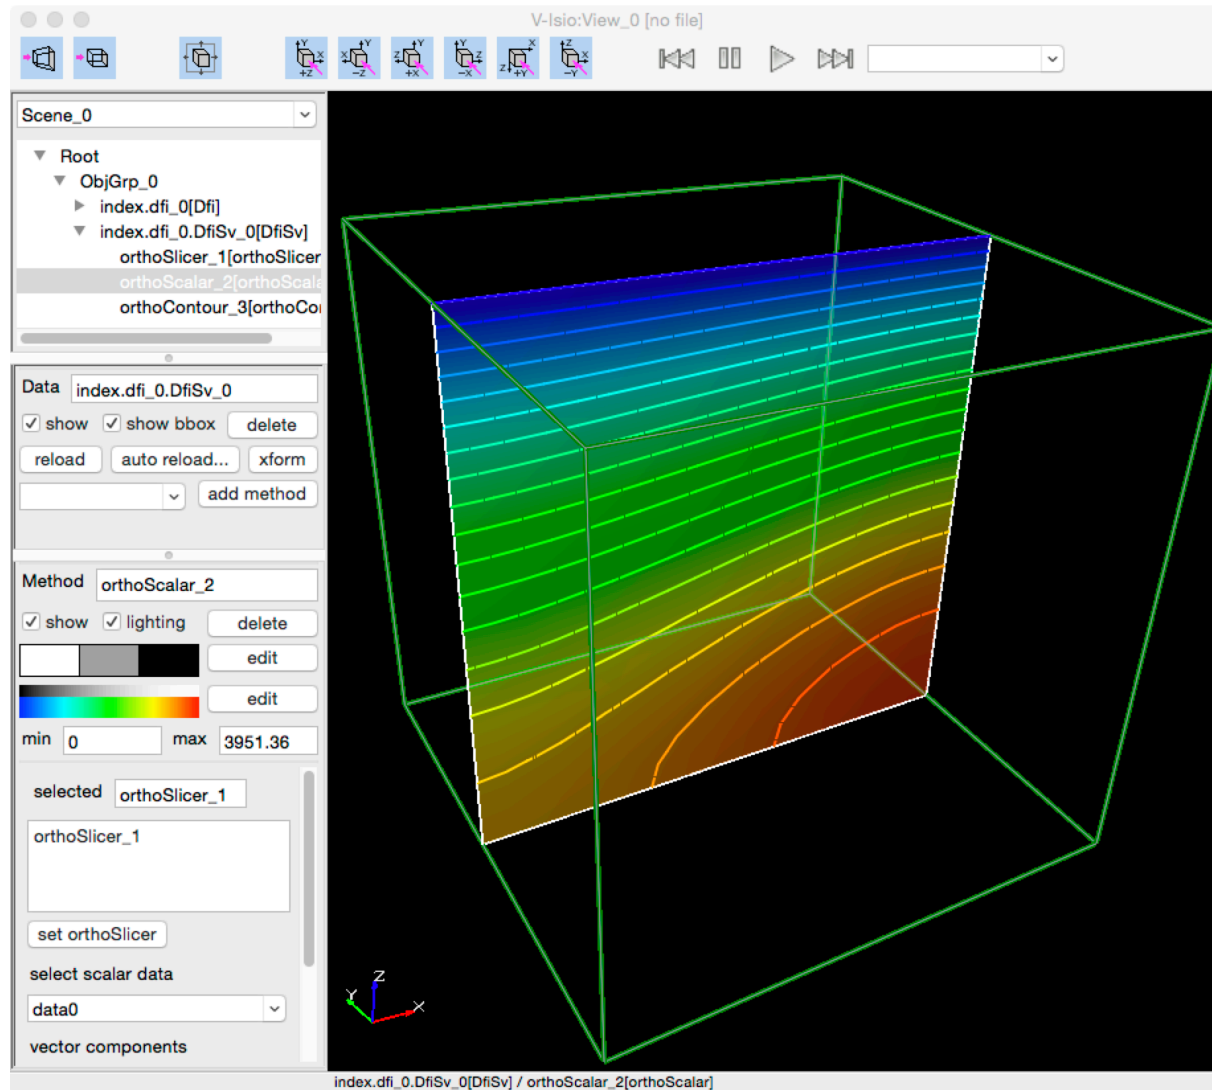 V-Isio:View_0 [no file]
Y X +Z
X Y -Z
Y Z +X
Y Z -X
X Z +Y
Z X -Y
Scene_0
Root
ObjGrp_0
index.dfi_0[Dfi]
index.dfi_0.DfiSv_0[DfiSv]
orthoSlicer_1[orthoSlicer
orthoScalar_2[orthoScala
orthoContour_3[orthoCo
Data index.dfi_0.DfiSv_0
show show bbox delete
reload auto reload... xform
add method
Method orthoScalar_2
show lighting delete
edit
edit
min 0 max 3951.36
selected orthoSlicer_1
orthoSlicer_1
set orthoSlicer
select scalar data
data0
vector components
Z
Y
X
index.dfi_0.DfiSv_0[DfiSv] / orthoScalar_2[orthoScalar]